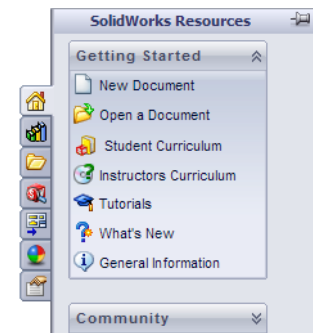 SolidWorks Resources
Getting Started
New Document
Open a Document
Student Curriculum
Instructors Curriculum
Tutorials
What's New
General Information
Community